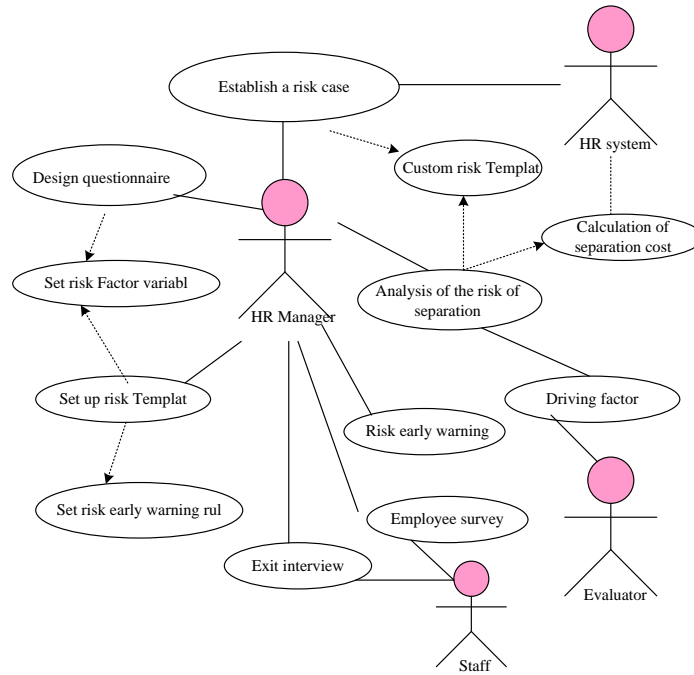 Establish a risk case
HR system
Custom risk Templat
Design questionnaire
Calculation of
separation cost
Set risk Factor variabl
Analysis of the risk of
separation
HR Manager
Set up risk Templat
Driving factor
Risk early warning
Set risk early warning rul
Employee survey
Exit interview
Evaluator
Staff